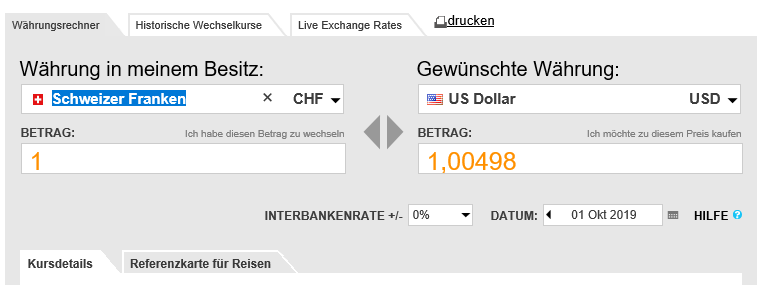 Währungsrechner Historische Wechselkurse Live Exchange Rates drucken
Währung in meinem Besitz: Gewünschte Währung:
Schweizer Franken × CHF US Dollar USD
BETRAG: Ich habe diesen Betrag zu wechseln BETRAG: Ich möchte zu diesem Preis kaufen
1 1,00498
INTERBANKENRATE +/- 0% DATUM: 01 Okt 2019 HILFE ?
Kursdetails Referenzkarte für Reisen